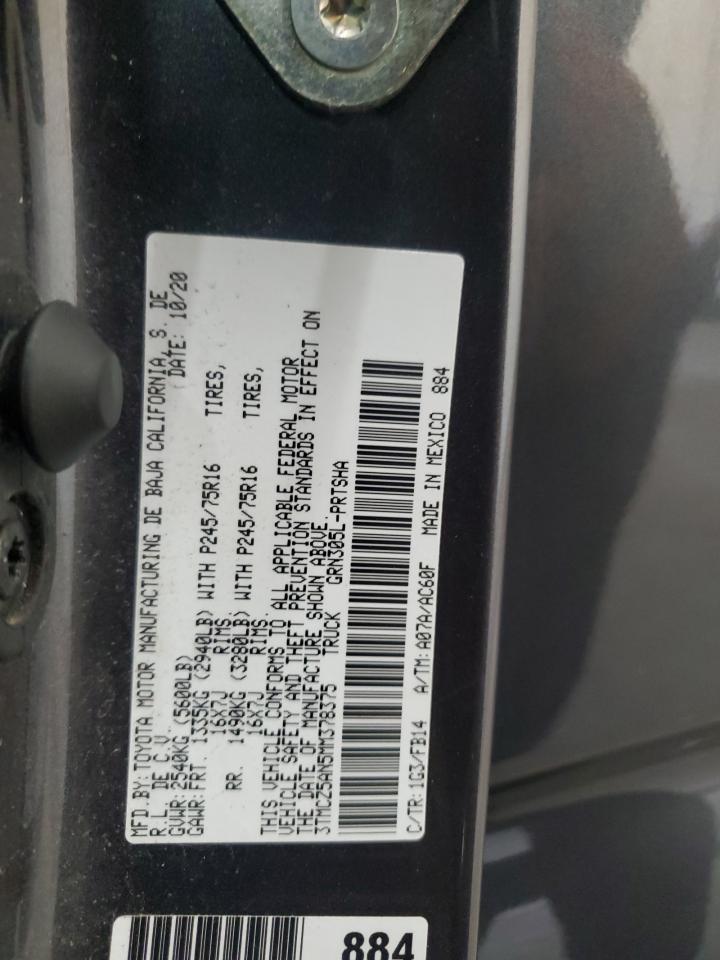 MFD.BY: TOYOTA MOTOR MANUFACTURING DE BAJA CALIFORNIA, S. DE
R.L. DE C.V. DATE: 10/20
GVWR: 2540KG (5600LB)
GAWR: FRT. 1335KG (2940LB) WITH P245/75R16 TIRES,
16X7J RIMS.
RR. 1490KG (3280LB) WITH P245/75R16 TIRES,
16X7J RIMS.
THIS VEHICLE CONFORMS TO ALL APPLICABLE FEDERAL MOTOR
VEHICLE SAFETY AND THEFT PREVENTION STANDARDS IN EFFECT ON
THE DATE OF MANUFACTURE SHOWN ABOVE.
3TMCZ5AN5MM378375 TRUCK GRN305L-PRTSHA
C/TR: 1G3/FB14 A/TM: A07A/AC60F MADE IN MEXICO 884
884